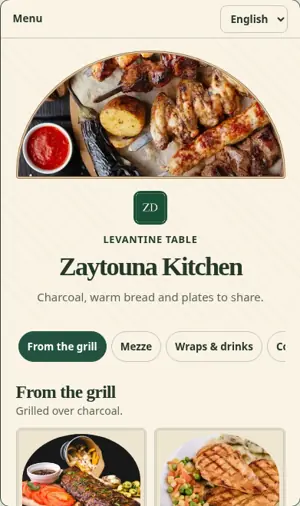 Menu
English
ZD
LEVANTINE TABLE
Zaytouna Kitchen
Charcoal, warm bread and plates to share.
From the grill
Mezze
Wraps & drinks
Co
From the grill
Grilled over charcoal.